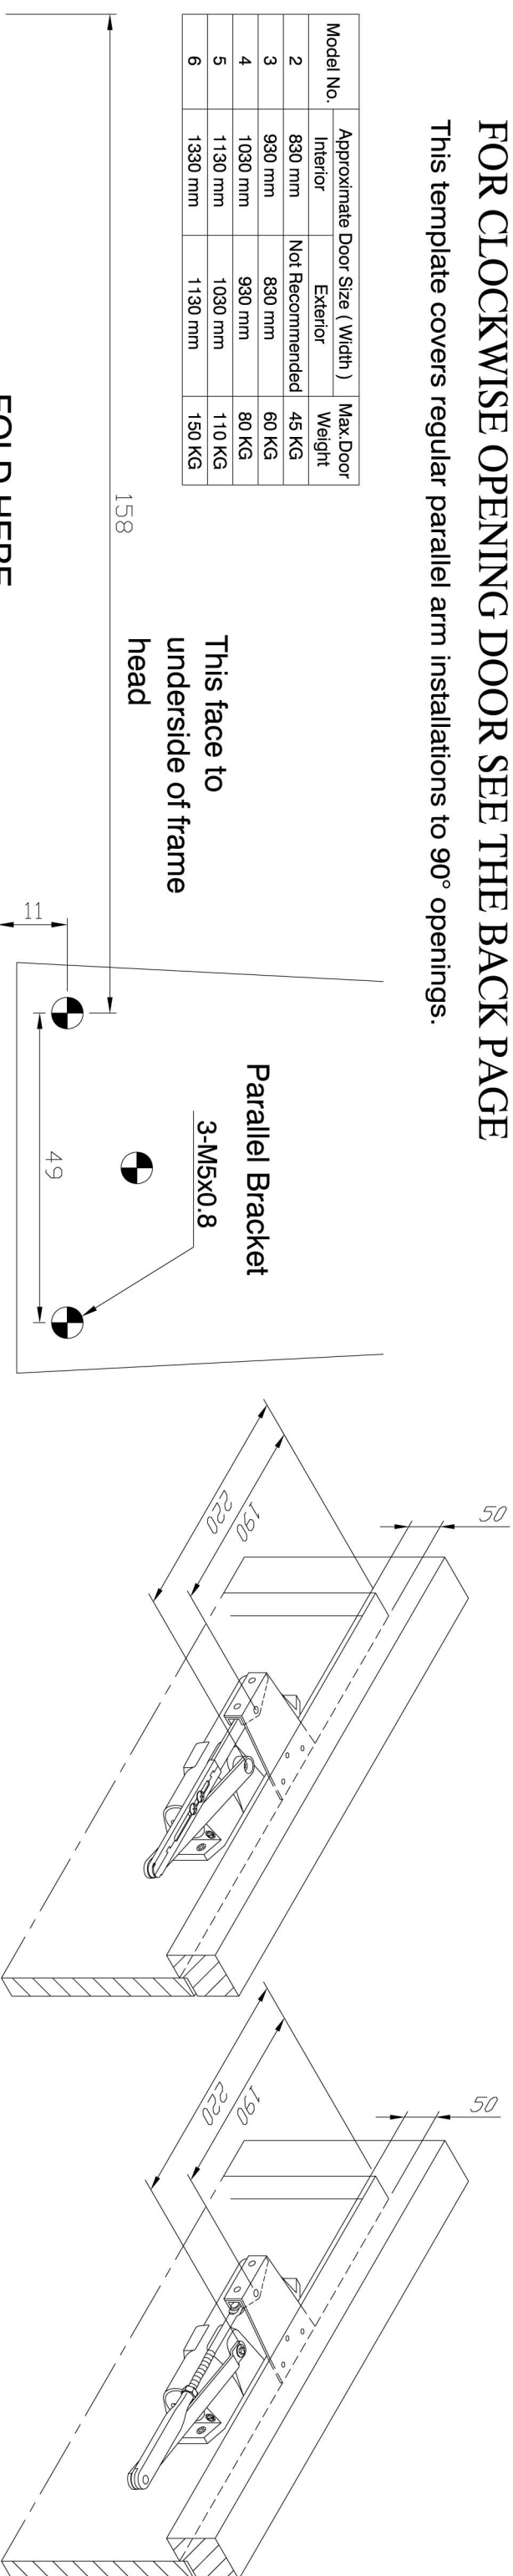 FOR CLOCKWISE OPENING DOOR SEE THE BACK PAGE
This template covers regular parallel arm installations to 90° openings.
Model No. Approximate Door Size ( Width ) Max.Door Weight
Interior Exterior
2 830 mm Not Recommended 45 KG
3 930 mm 830 mm 60 KG
4 1030 mm 930 mm 80 KG
5 1130 mm 1030 mm 110 KG
6 1330 mm 1130 mm 150 KG
158
This face to
underside of frame
head
FOLD HERE
11
Parallel Bracket
3-M5x0.8
49
50
190
220
50
190
220